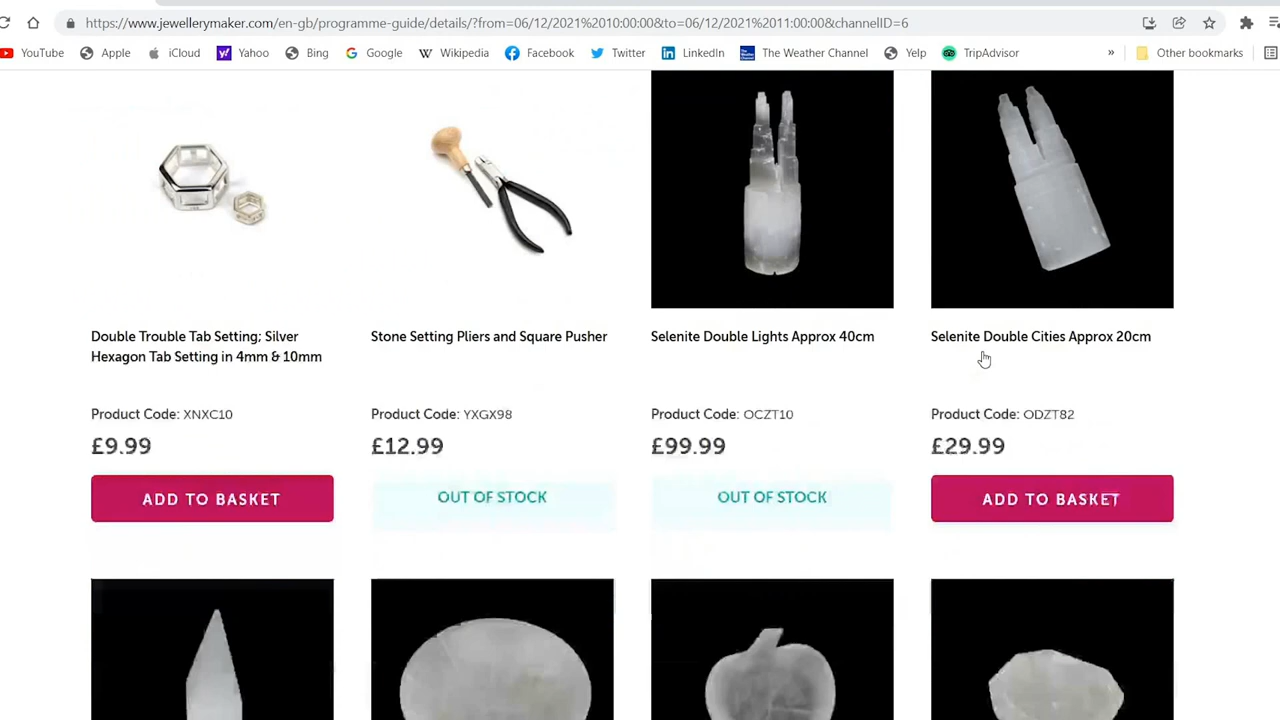 https://www.jewellerymaker.com/en-gb/programme-guide/details/?from=06/12/2021%2010:00:00&to=06/12/2021%2011:00:00&channelID=6
YouTube Apple iCloud Yahoo Bing Google Wikipedia Facebook Twitter LinkedIn The Weather Channel Yelp TripAdvisor » Other bookmarks
Double Trouble Tab Setting; Silver
Hexagon Tab Setting in 4mm & 10mm
Product Code: XNXC10
£9.99
ADD TO BASKET
Stone Setting Pliers and Square Pusher
Product Code: YXGX98
£12.99
OUT OF STOCK
Selenite Double Lights Approx 40cm
Product Code: OCZT10
£99.99
OUT OF STOCK
Selenite Double Cities Approx 20cm
Product Code: ODZT82
£29.99
ADD TO BASKET